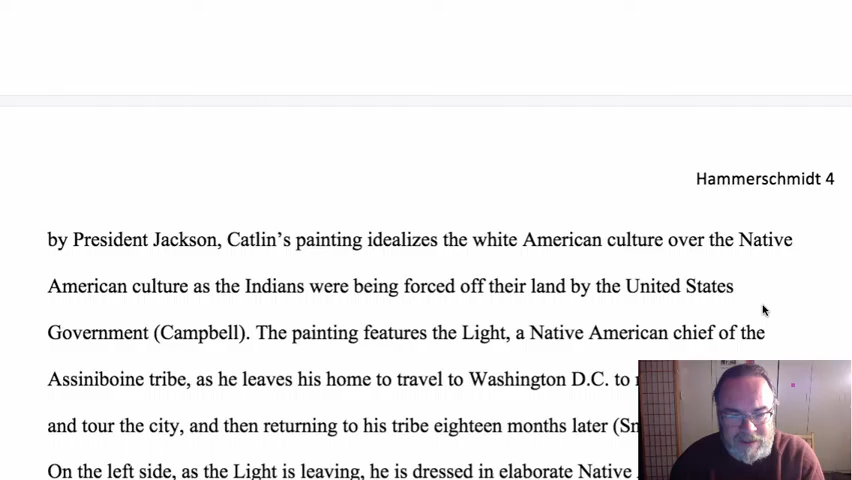 Hammerschmidt 4
by President Jackson, Catlin’s painting idealizes the white American culture over the Native
American culture as the Indians were being forced off their land by the United States
Government (Campbell). The painting features the Light, a Native American chief of the
Assiniboine tribe, as he leaves his home to travel to Washington D.C. to
and tour the city, and then returning to his tribe eighteen months later
On the left side, as the Light is leaving, he is dressed in elaborate Native